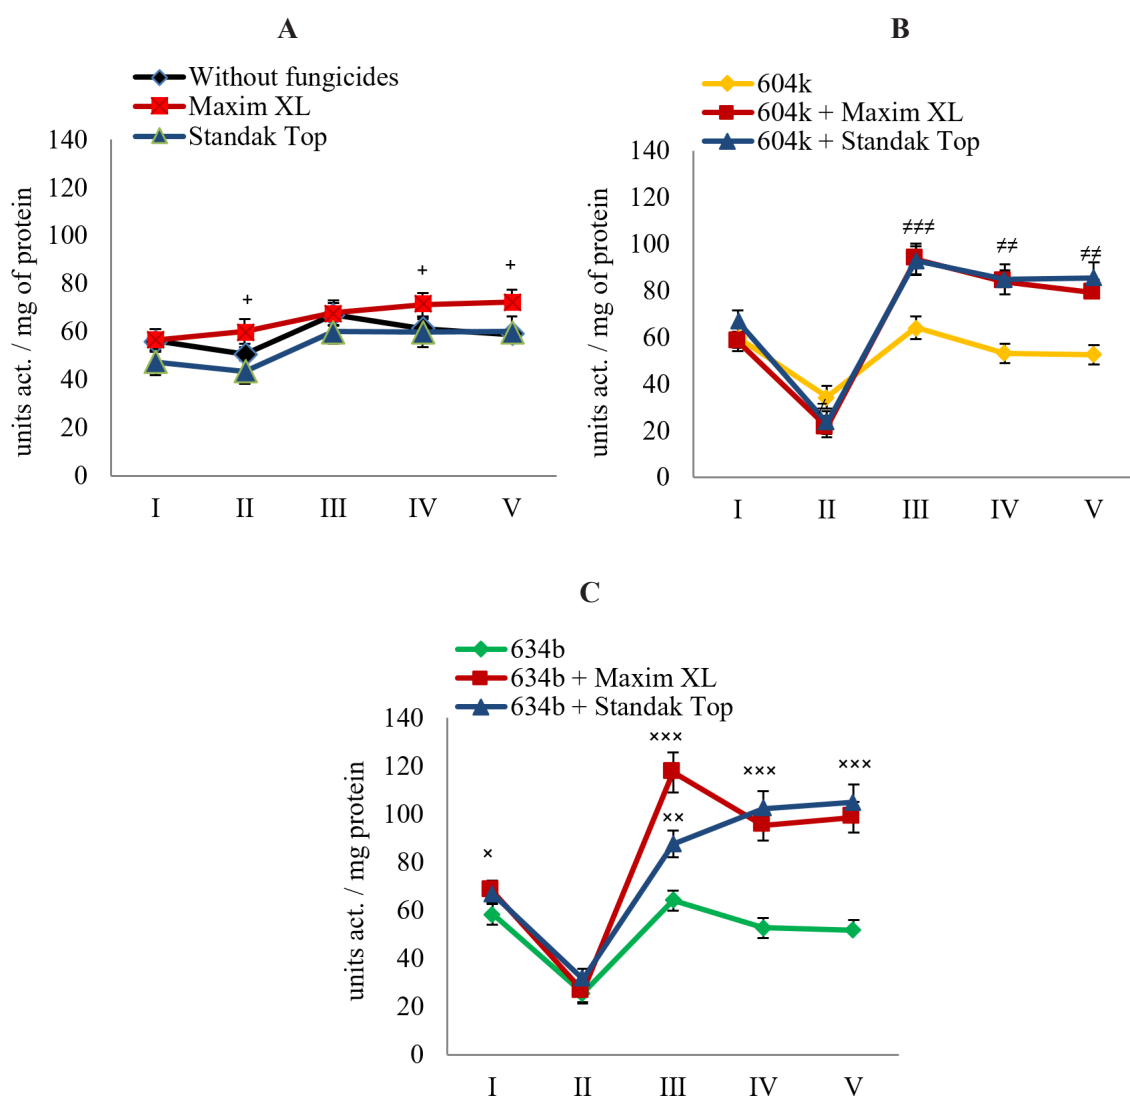 A
Without fungicides
Maxim XL
Standak Top
units act. / mg of protein
140
120
100
80
60
40
20
0
+
+
+
I II III IV V
B
604k
604k + Maxim XL
604k + Standak Top
units act. / mg of protein
140
120
100
80
60
40
20
0
≠
≠≠≠
≠≠
≠≠
I II III IV V
C
634b
634b + Maxim XL
634b + Standak Top
units act. / mg protein
140
120
100
80
60
40
20
0
×
×××
××
×××
×××
I II III IV V